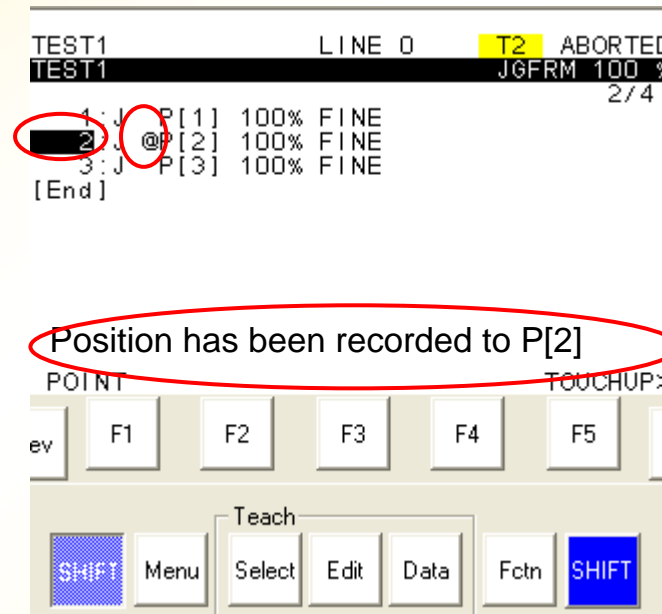 TEST1 LINE 0 T2 ABORTED
TEST1 JGFRM 100 %
2/4
1:J P[1] 100% FINE
2:J @P[2] 100% FINE
3:J P[3] 100% FINE
[End]
Position has been recorded to P[2]
POINT TOUCHUP>
ev F1 F2 F3 F4 F5
Teach
SHIFT Menu Select Edit Data Fctn SHIFT